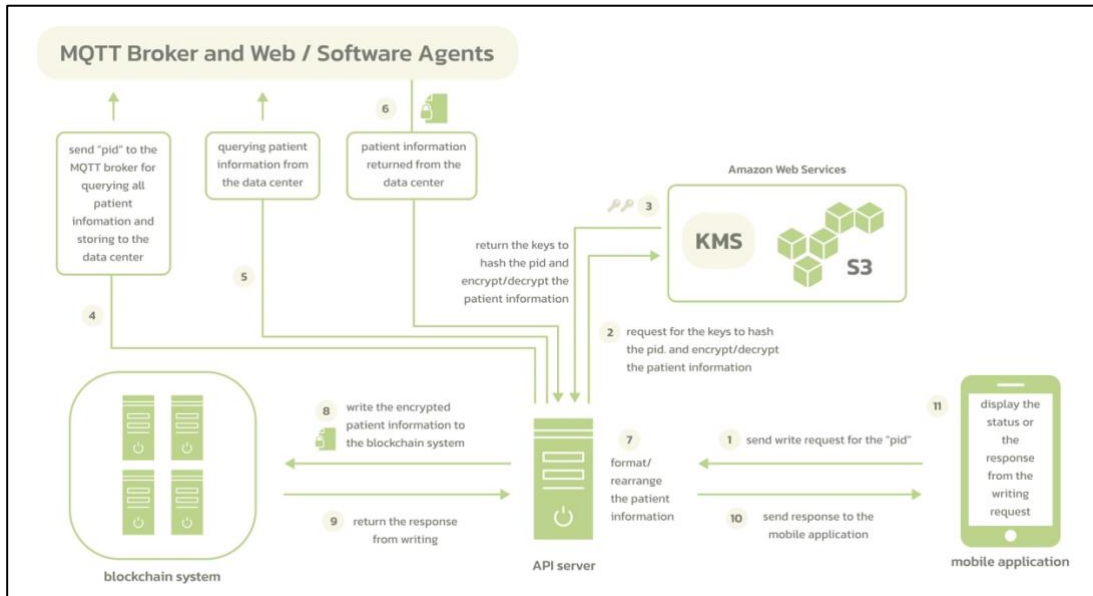 MQTT Broker and Web / Software Agents
6
send "pid" to the
MQTT broker for
querying all
patient
infomation and
storing to the
data center
querying patient
information from
the data center
patient information
returned from the
data center
Amazon Web Services
3
KMS
S3
return the keys to
hash the pid and
encrypt/decrypt the
patient information
5
4
2
request for the keys to hash
the pid. and encrypt/decrypt
the patient information
8
write the encrypted
patient information to
the blockchain system
7
format/
rearrange
the patient
information
1
send write request for the "pid"
11
display the
status or
the
response
from the
writing
request
9
return the response
from writing
10
send response to the
mobile application
blockchain system
API server
mobile application